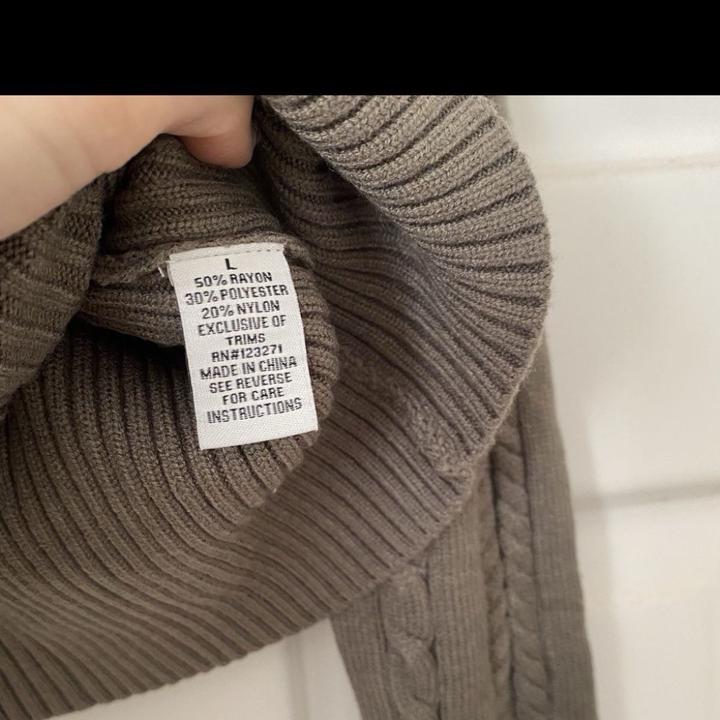 L
50% RAYON
30% POLYESTER
20% NYLON
EXCLUSIVE OF
TRIMS
RN#123271
MADE IN CHINA
SEE REVERSE
FOR CARE
INSTRUCTIONS